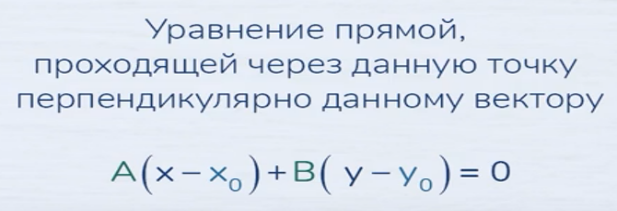 Уравнение прямой,
проходящей через данную точку
перпендикулярно данному вектору
A(x − x₀) + B( y − y₀) = 0